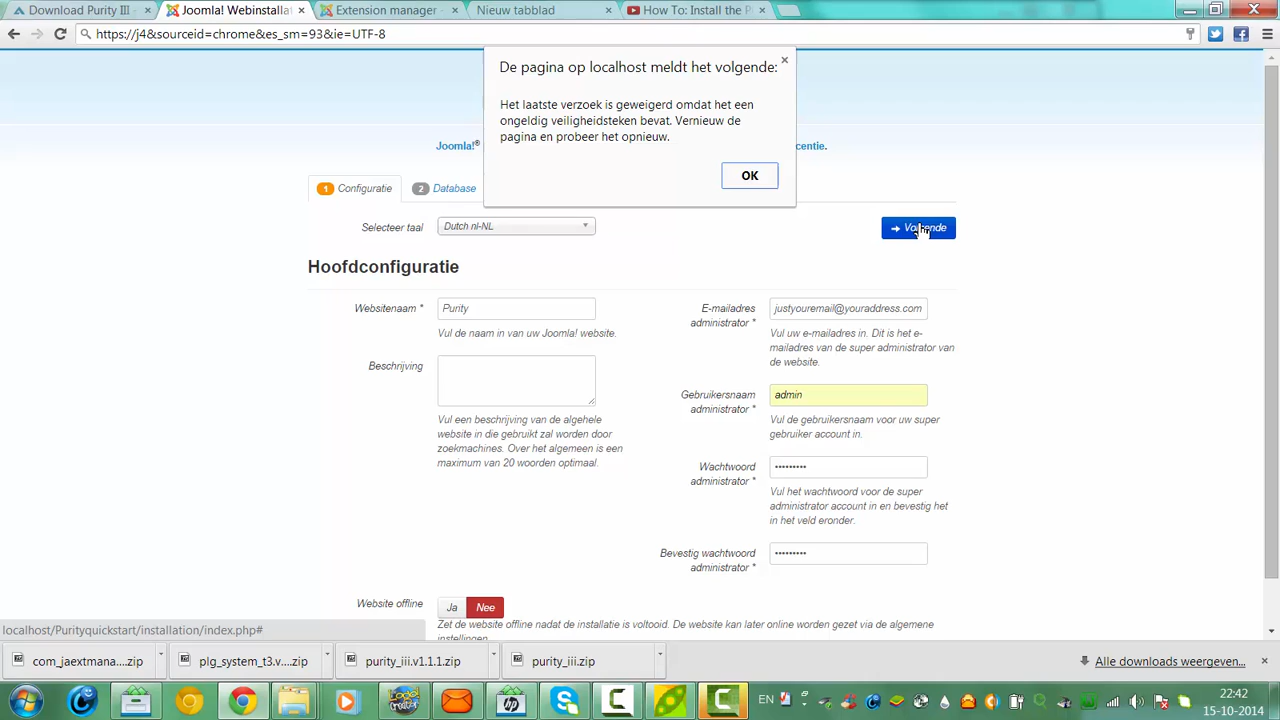 Download Purity III -
Joomla! Webinstallat
Extension manager -
Nieuw tabblad
How To: Install the P
https://j4&sourceid=chrome&es_sm=93&ie=UTF-8
De pagina op localhost meldt het volgende:
Het laatste verzoek is geweigerd omdat het een
ongeldig veiligheidsteken bevat. Vernieuw de
pagina en probeer het opnieuw.
OK
Joomla!®
centie.
1 Configuratie
2 Database
Selecteer taal
Dutch nl-NL
Volgende
Hoofdconfiguratie
Websitenaam *
Purity
Vul de naam in van uw Joomla! website.
Beschrijving
Vul een beschrijving van de algehele
website in die gebruikt zal worden door
zoekmachines. Over het algemeen is een
maximum van 20 woorden optimaal.
E-mailadres
administrator *
justyouremail@youraddress.com
Vul uw e-mailadres in. Dit is het e-
mailadres van de super administrator van
de website.
Gebruikersnaam
administrator *
admin
Vul de gebruikersnaam voor uw super
gebruiker account in.
Wachtwoord
administrator *
•••••••••
Vul het wachtwoord voor de super
administrator account in en bevestig het
in het veld eronder.
Bevestig wachtwoord
administrator *
•••••••••
Website offline
Ja
Nee
Zet de website offline nadat de installatie is voltooid. De website kan later online worden gezet via de algemene
instellingen.
localhost/Purityquickstart/installation/index.php#
com_jaextmana....zip
plg_system_t3.v....zip
purity_iii.v1.1.1.zip
purity_iii.zip
Alle downloads weergeven...
EN
22:42
15-10-2014